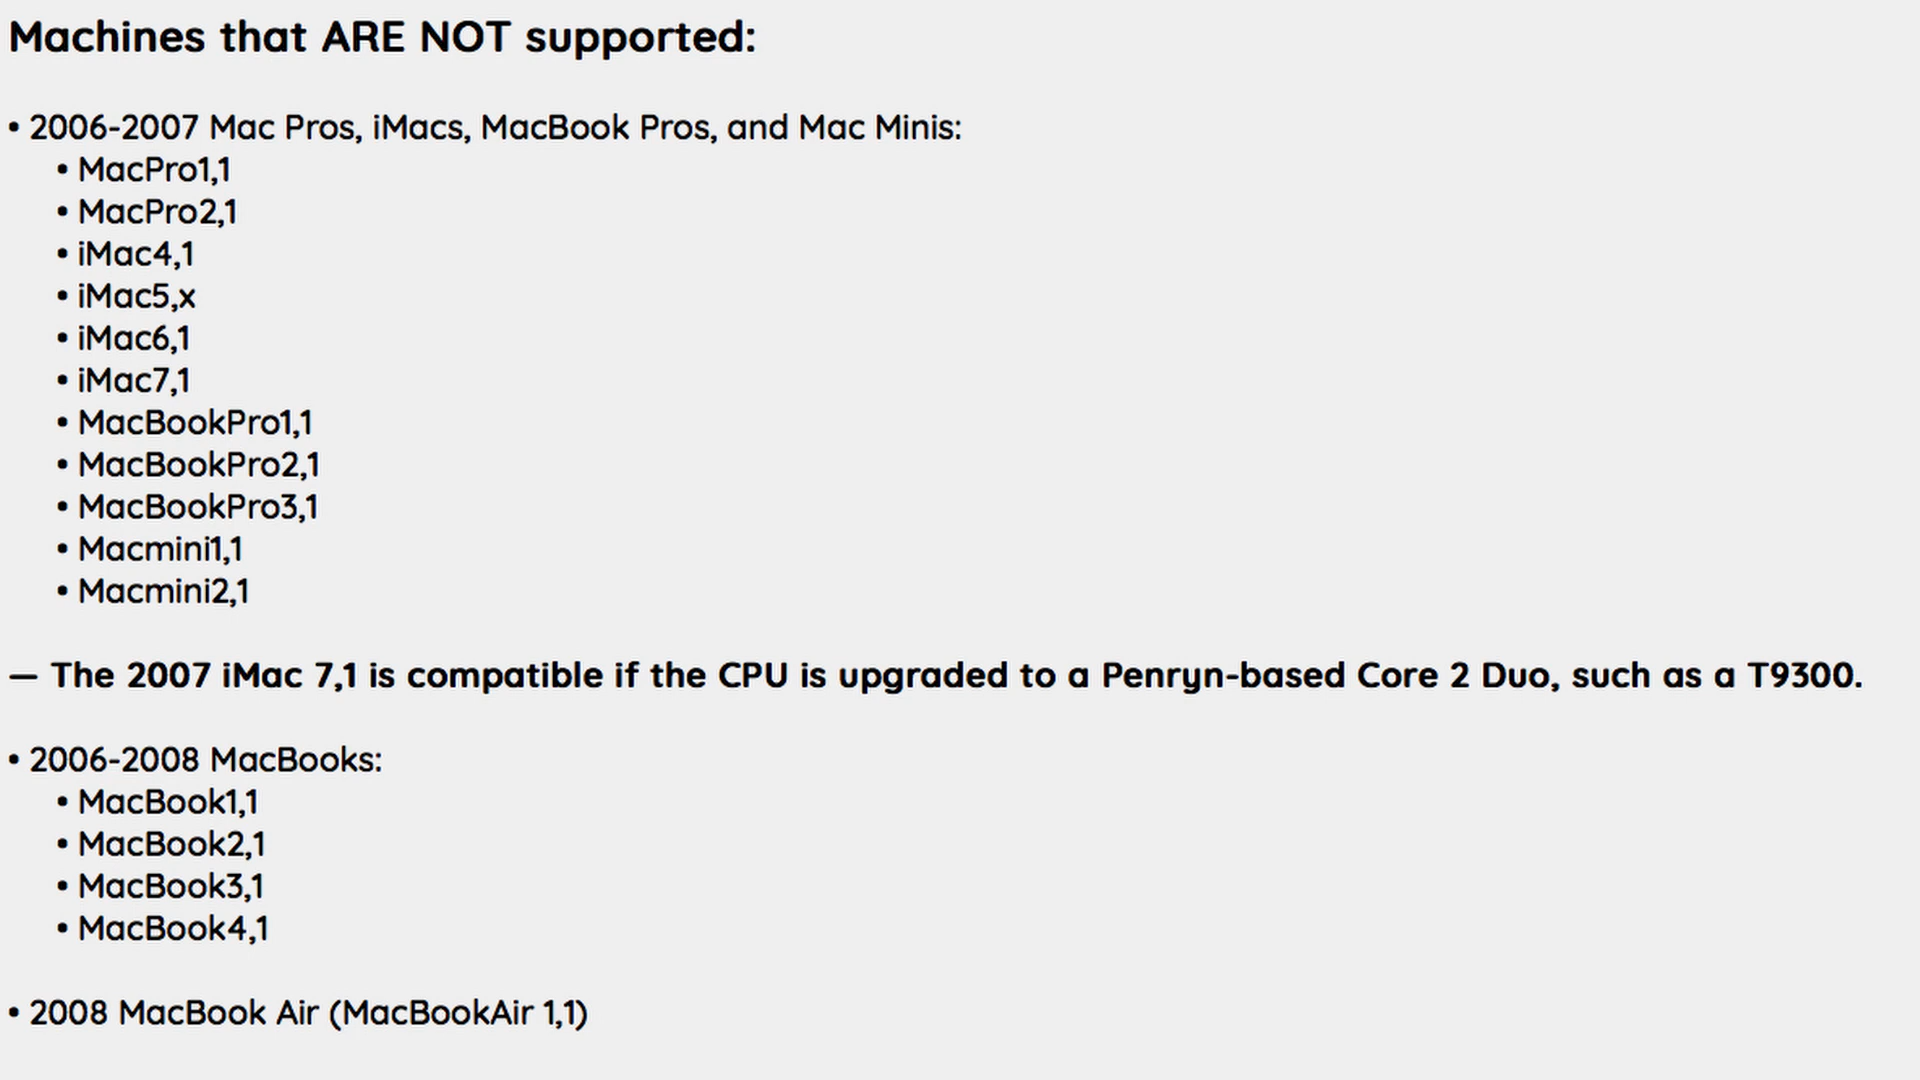 Machines that ARE NOT supported:
• 2006-2007 Mac Pros, iMacs, MacBook Pros, and Mac Minis:
• MacPro1,1
• MacPro2,1
• iMac4,1
• iMac5,x
• iMac6,1
• iMac7,1
• MacBookPro1,1
• MacBookPro2,1
• MacBookPro3,1
• Macmini1,1
• Macmini2,1
— The 2007 iMac 7,1 is compatible if the CPU is upgraded to a Penryn-based Core 2 Duo, such as a T9300.
• 2006-2008 MacBooks:
• MacBook1,1
• MacBook2,1
• MacBook3,1
• MacBook4,1
• 2008 MacBook Air (MacBookAir 1,1)